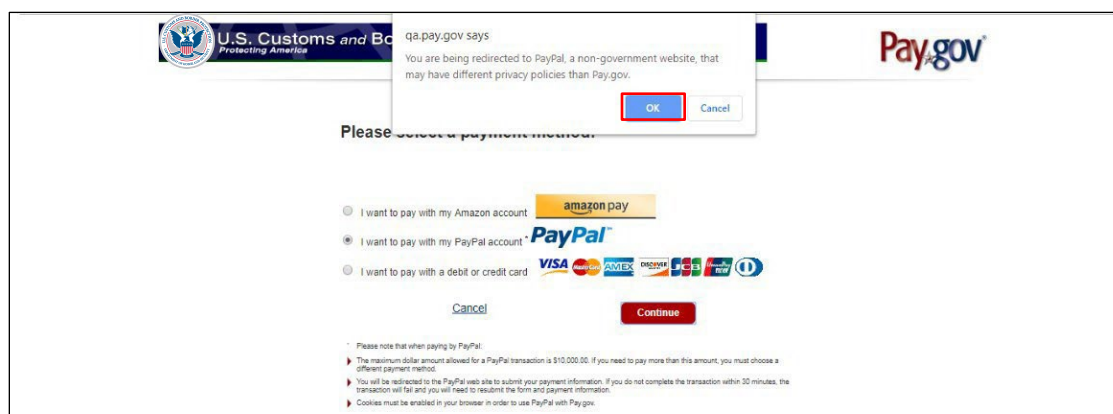 U.S. Customs and Bo
Protecting America
qa.pay.gov says
You are being redirected to PayPal, a non-government website, that
may have different privacy policies than Pay.gov.
OK Cancel
Pay.gov
Please select a payment method:
I want to pay with my Amazon account amazon pay
I want to pay with my PayPal account * PayPal
I want to pay with a debit or credit card VISA MasterCard AMEX DISCOVER JCB UnionPay
Cancel Continue
* Please note that when paying by PayPal:
The maximum dollar amount allowed for a PayPal transaction is $10,000.00. If you need to pay more than this amount, you must choose a
different payment method.
You will be redirected to the PayPal web site to submit your payment information. If you do not complete the transaction within 30 minutes, the
transaction will fail and you will need to resubmit the form and payment information.
Cookies must be enabled in your browser in order to use PayPal with Pay.gov.